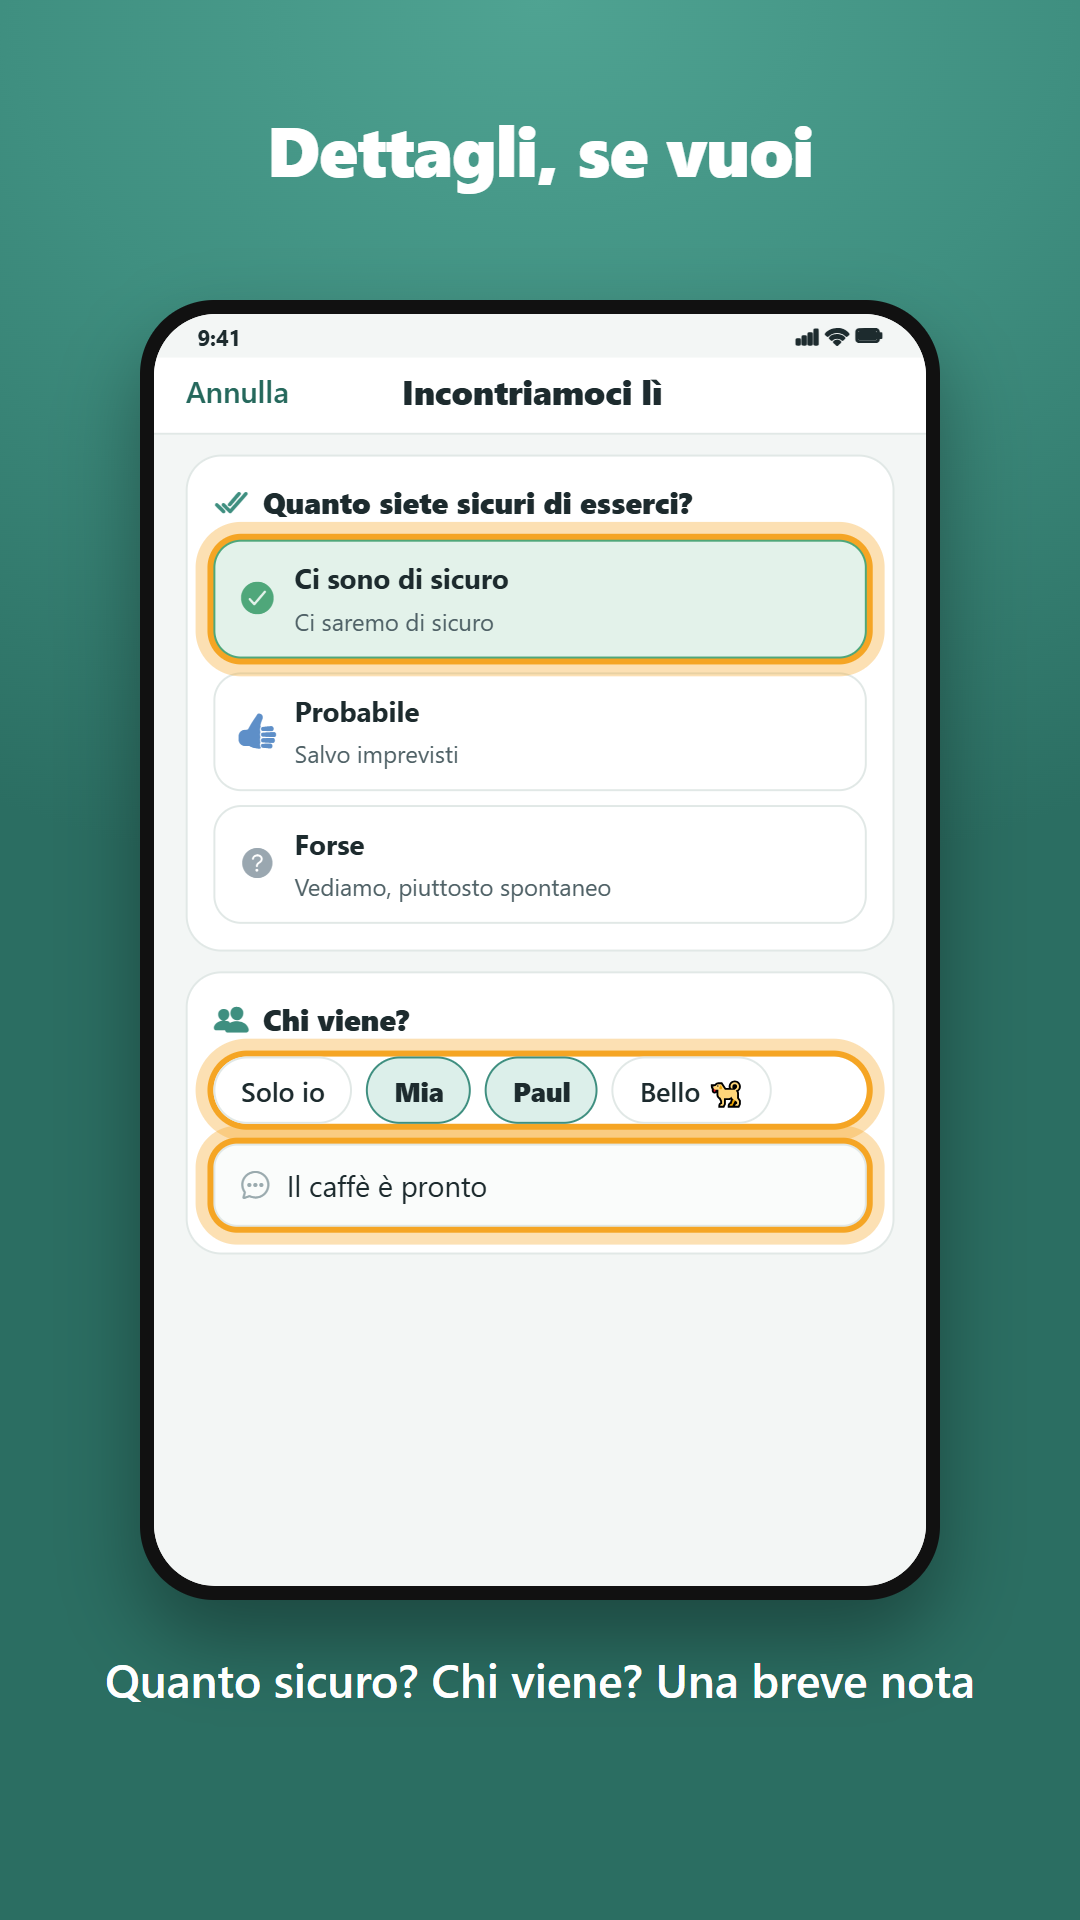 Dettagli, se vuoi
9:41
Annulla
Incontriamoci lì
Quanto siete sicuri di esserci?
Ci sono di sicuro
Ci saremo di sicuro
Probabile
Salvo imprevisti
Forse
Vediamo, piuttosto spontaneo
Chi viene?
Solo io Mia Paul Bello 🐕
Il caffè è pronto
Quanto sicuro? Chi viene? Una breve nota